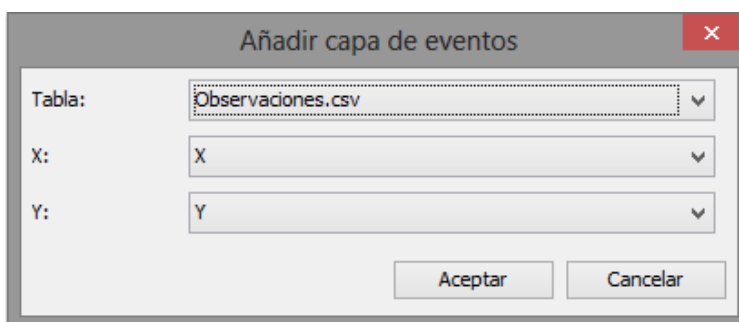 Añadir capa de eventos
Tabla: Observaciones.csv
X: X
Y: Y
Aceptar Cancelar